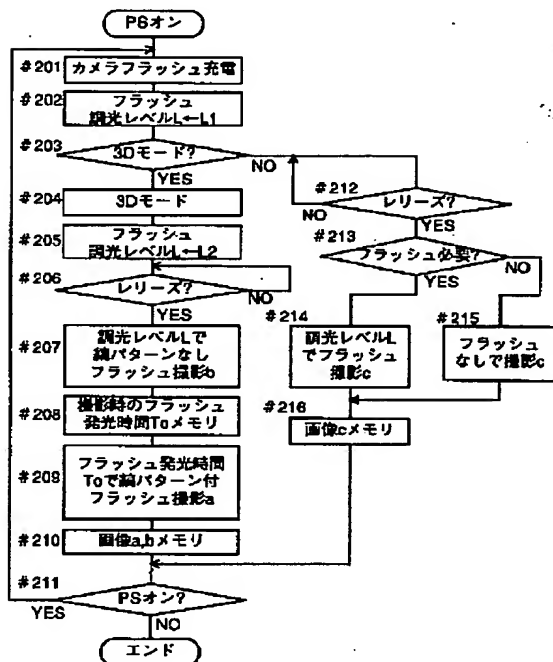 PSオン
#201
カメラフラッシュ充電
#202
フラッシュ
調光レベルL←L1
#203
3Dモード?
NO
YES
#204
3Dモード
#205
フラッシュ
調光レベルL←L2
#206
レリーズ?
NO
YES
#207
調光レベルLで
縞パターンなし
フラッシュ撮影b
#208
撮影時のフラッシュ
発光時間Toメモリ
#209
フラッシュ発光時間
Toで縞パターン付
フラッシュ撮影a
#210
画像a,bメモリ
#211
PSオン?
YES
NO
エンド
#212
レリーズ?
NO
YES
#213
フラッシュ必要?
NO
YES
#214
調光レベルL
でフラッシュ
撮影c
#215
フラッシュ
なしで撮影c
#216
画像cメモリ